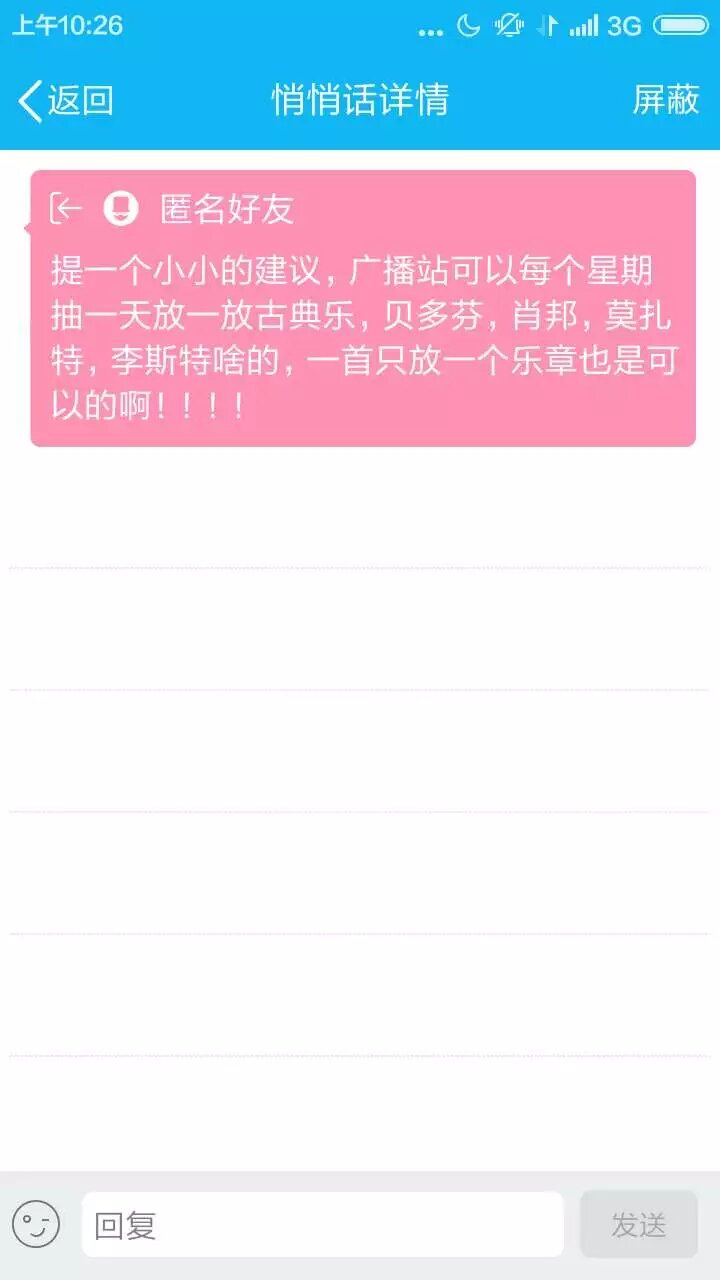 上午10:26
... 3G
返回 悄悄话详情 屏蔽
匿名好友
提一个小小的建议，广播站可以每个星期
抽一天放一放古典乐，贝多芬，肖邦，莫扎
特，李斯特啥的，一首只放一个乐章也是可
以的啊！！！！
回复 发送